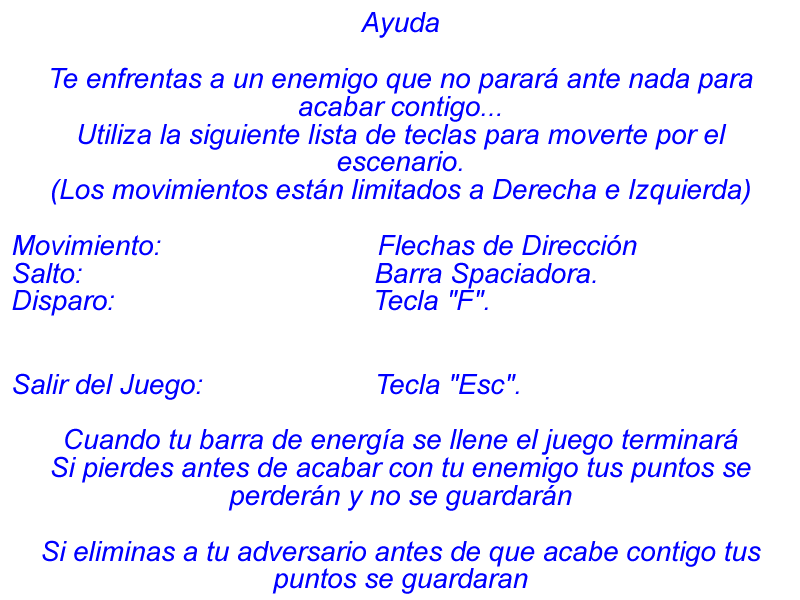 Ayuda
Te enfrentas a un enemigo que no parará ante nada para
acabar contigo...
Utiliza la siguiente lista de teclas para moverte por el
escenario.
(Los movimientos están limitados a Derecha e Izquierda)
Movimiento: Flechas de Dirección
Salto: Barra Spaciadora.
Disparo: Tecla "F".
Salir del Juego: Tecla "Esc".
Cuando tu barra de energía se llene el juego terminará
Si pierdes antes de acabar con tu enemigo tus puntos se
perderán y no se guardarán
Si eliminas a tu adversario antes de que acabe contigo tus
puntos se guardaran